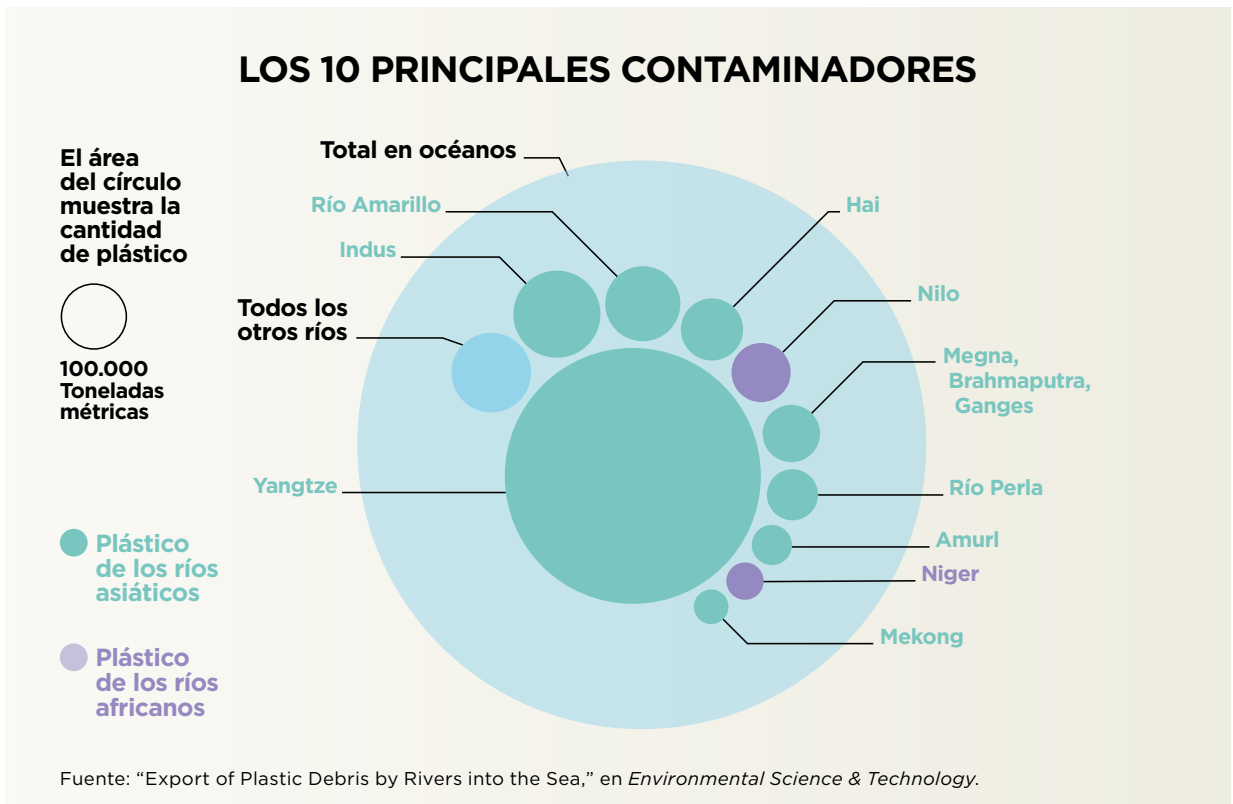 LOS 10 PRINCIPALES CONTAMINADORES
El área
del círculo
muestra la
cantidad
de plástico
100.000
Toneladas
métricas
Total en océanos
Río Amarillo
Indus
Todos los
otros ríos
Yangtze
Hai
Nilo
Megna,
Brahmaputra,
Ganges
Río Perla
Amurl
Niger
Mekong
Plástico
de los ríos
asiáticos
Plástico
de los ríos
africanos
Fuente: “Export of Plastic Debris by Rivers into the Sea,” en Environmental Science & Technology.